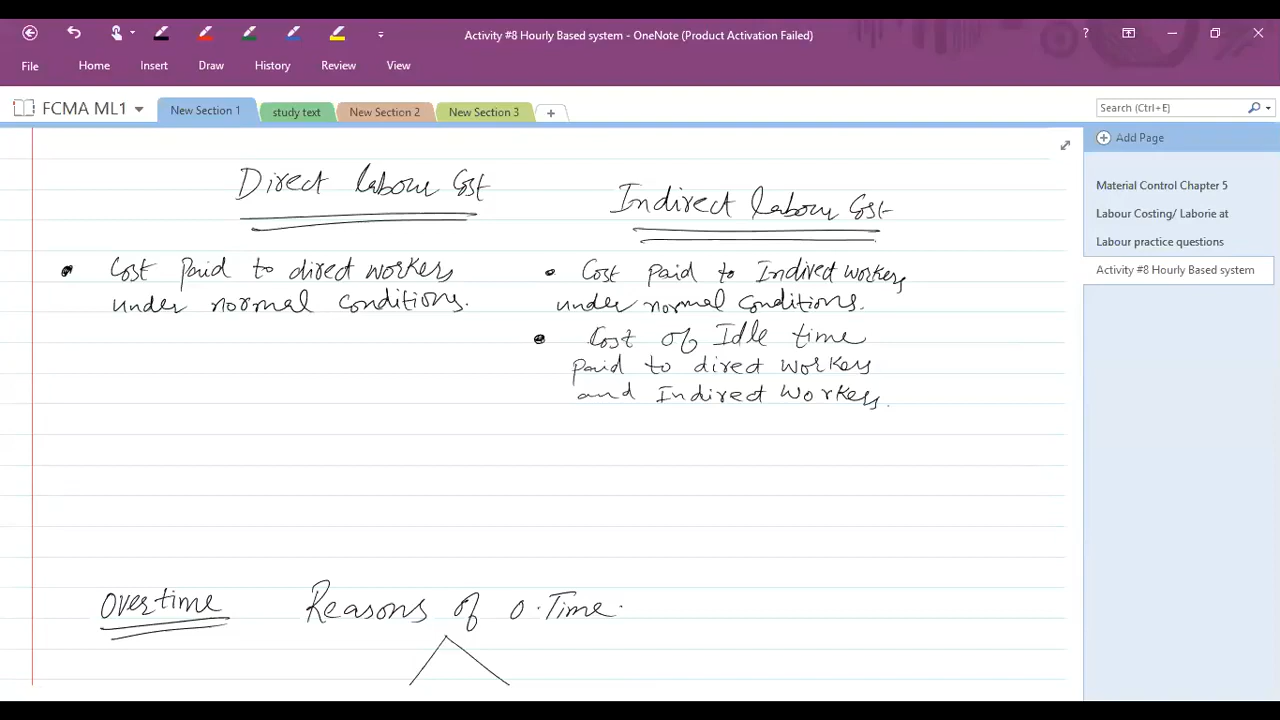 Activity #8 Hourly Based system - OneNote (Product Activation Failed)
?
File Home Insert Draw History Review View
FCMA ML1 New Section 1 study text New Section 2 New Section 3
Search (Ctrl+E)
Add Page
Material Control Chapter 5
Labour Costing/ Laborie at
Labour practice questions
Activity #8 Hourly Based system
Direct labour Cost
• Cost Paid to direct workers
under normal Conditions.
Indirect labour Cost
• Cost Paid to Indirect workers
under normal Conditions.
• Cost of Idle time
paid to direct workers
and Indirect Workers.
Overtime Reasons of O.Time.